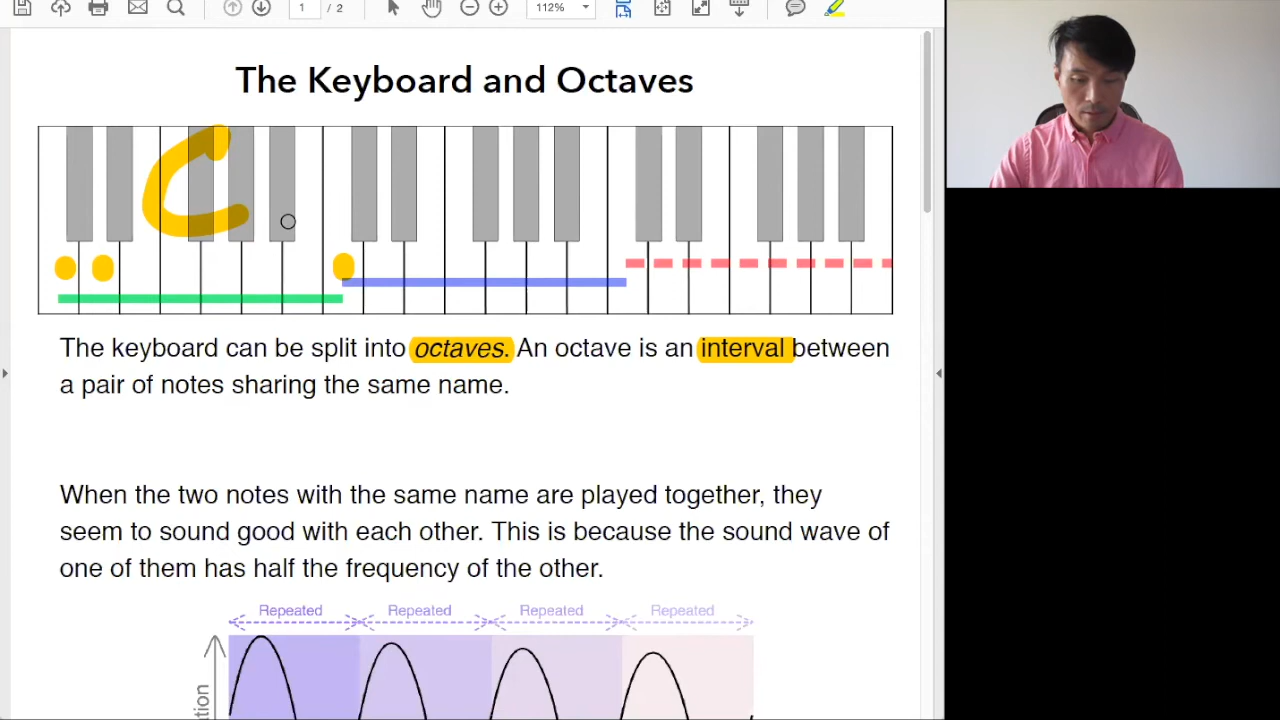 1 / 2 112%
The Keyboard and Octaves
C
The keyboard can be split into octaves. An octave is an interval between
a pair of notes sharing the same name.
When the two notes with the same name are played together, they
seem to sound good with each other. This is because the sound wave of
one of them has half the frequency of the other.
Repeated Repeated Repeated Repeated